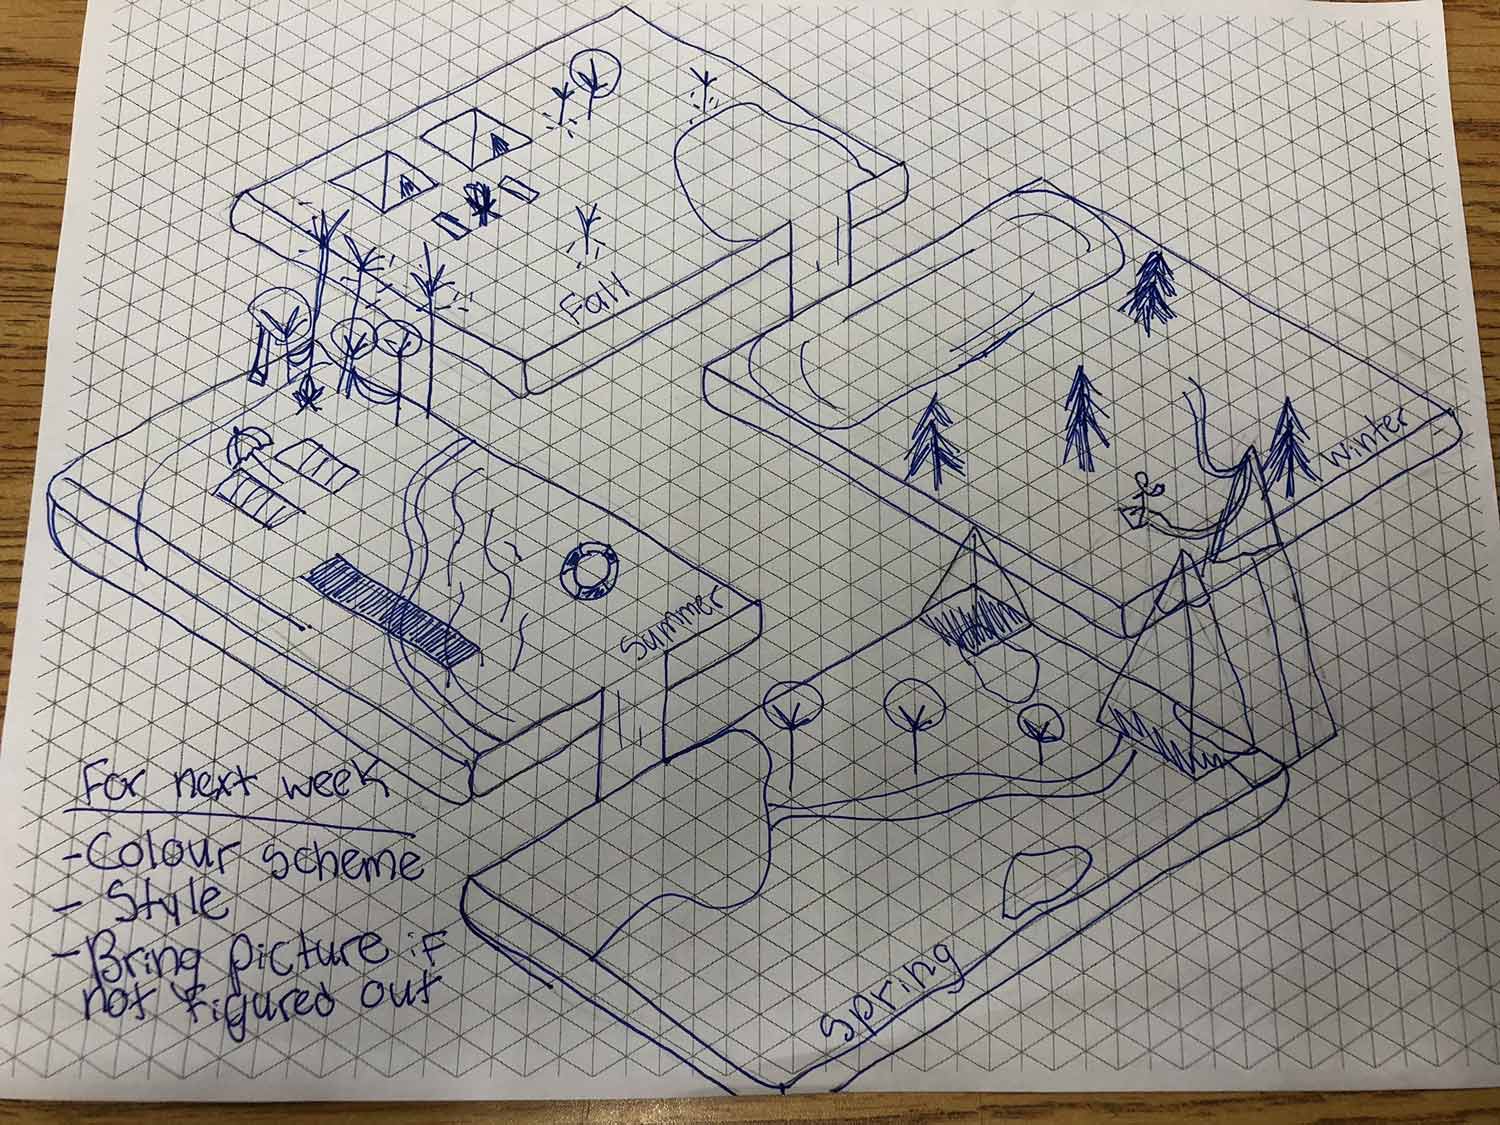 Fall
Winter
Summer
For next week
- Colour scheme
- Style
- Bring picture if
not figured out
Spring